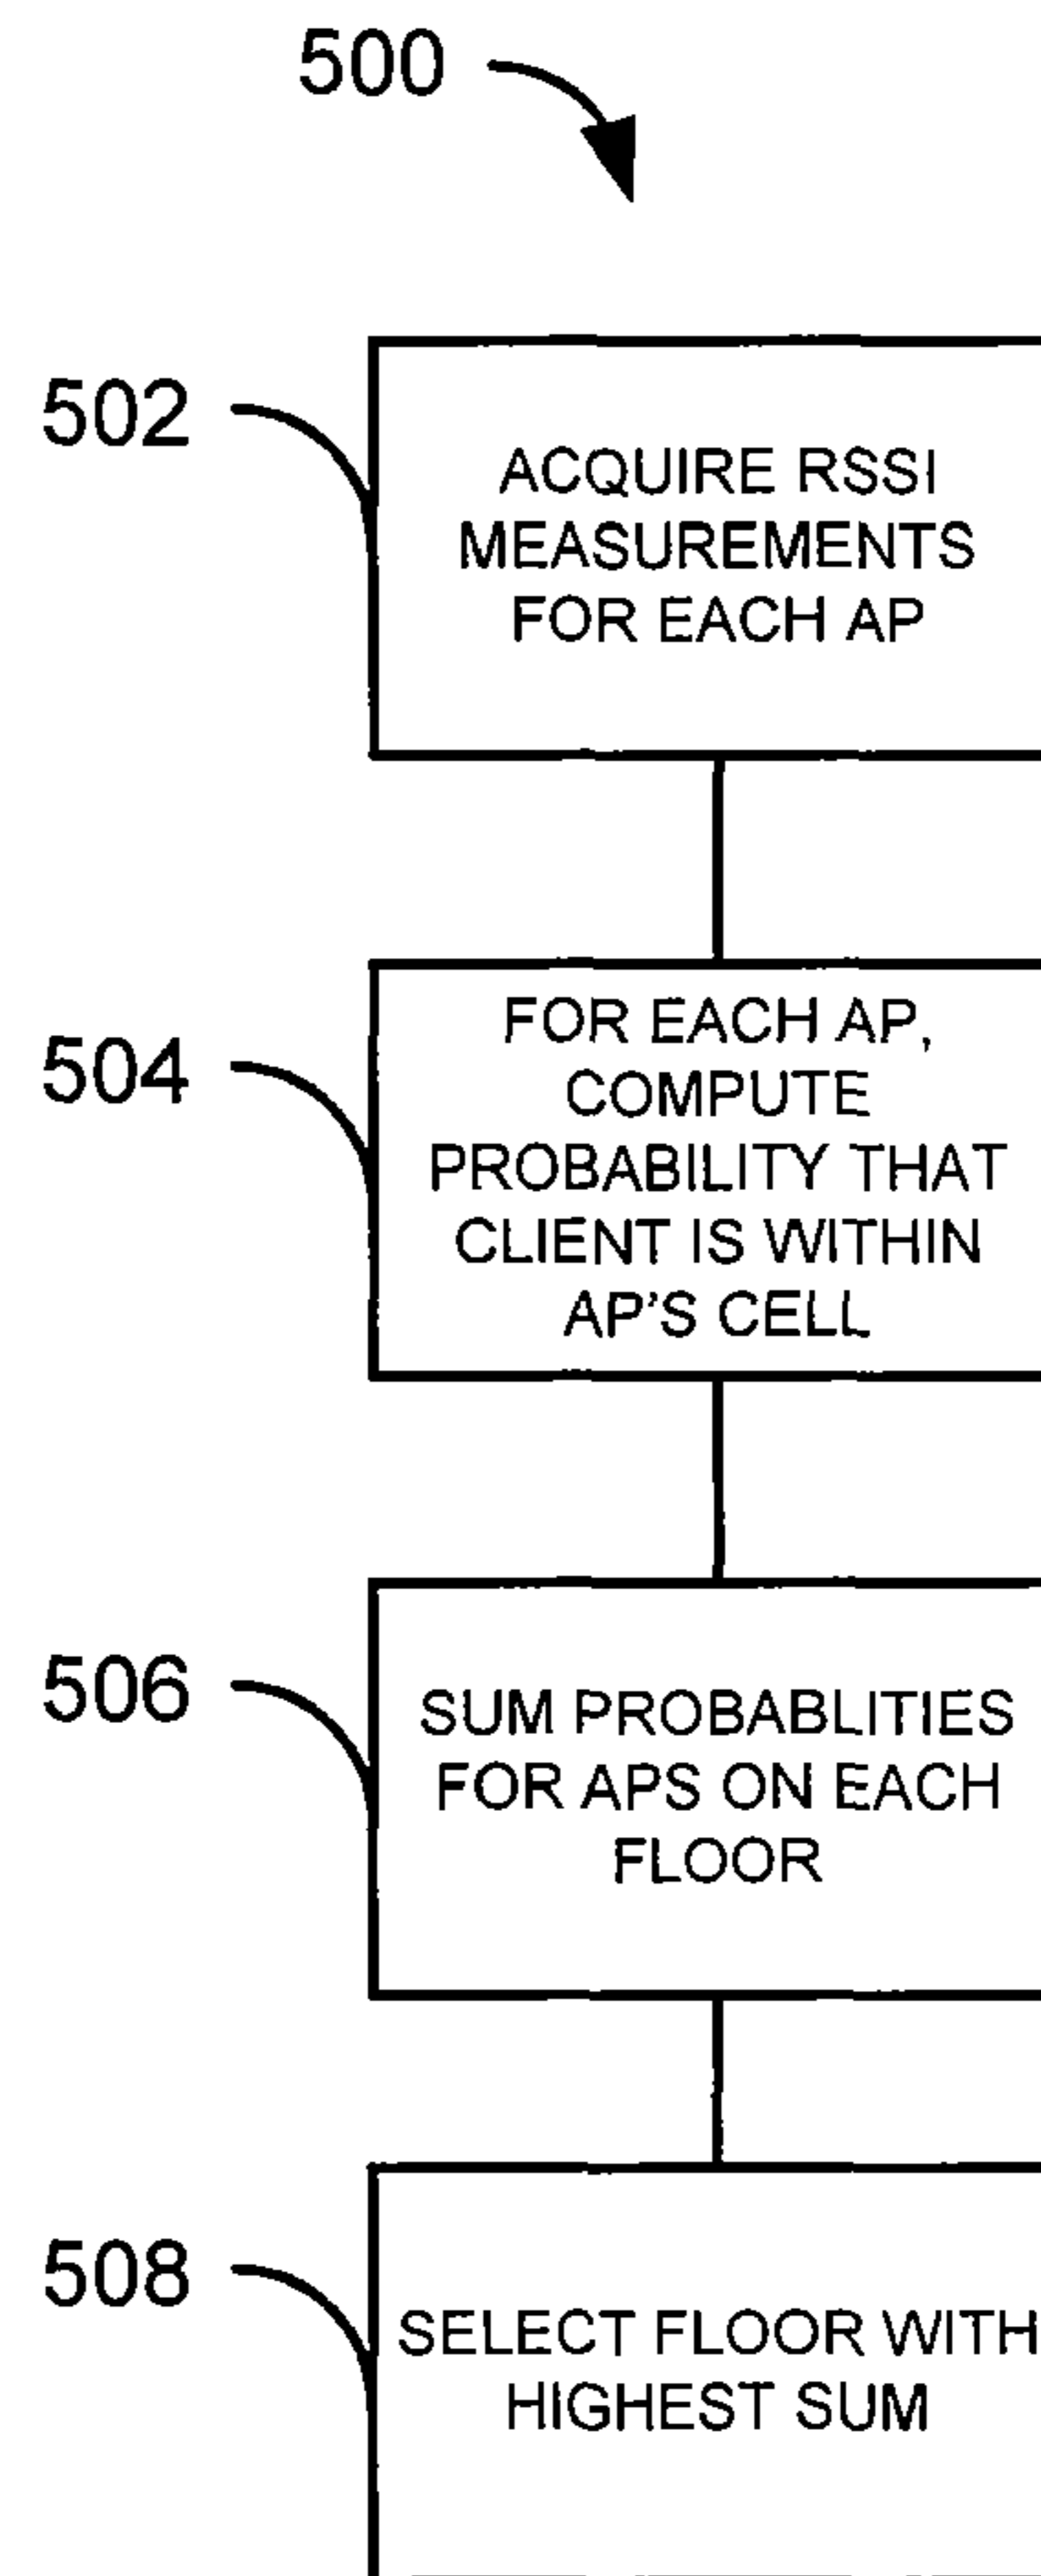 500
502
ACQUIRE RSSI
MEASUREMENTS
FOR EACH AP
504
FOR EACH AP,
COMPUTE
PROBABILITY THAT
CLIENT IS WITHIN
AP'S CELL
506
SUM PROBABLITIES
FOR APS ON EACH
FLOOR
508
SELECT FLOOR WITH
HIGHEST SUM